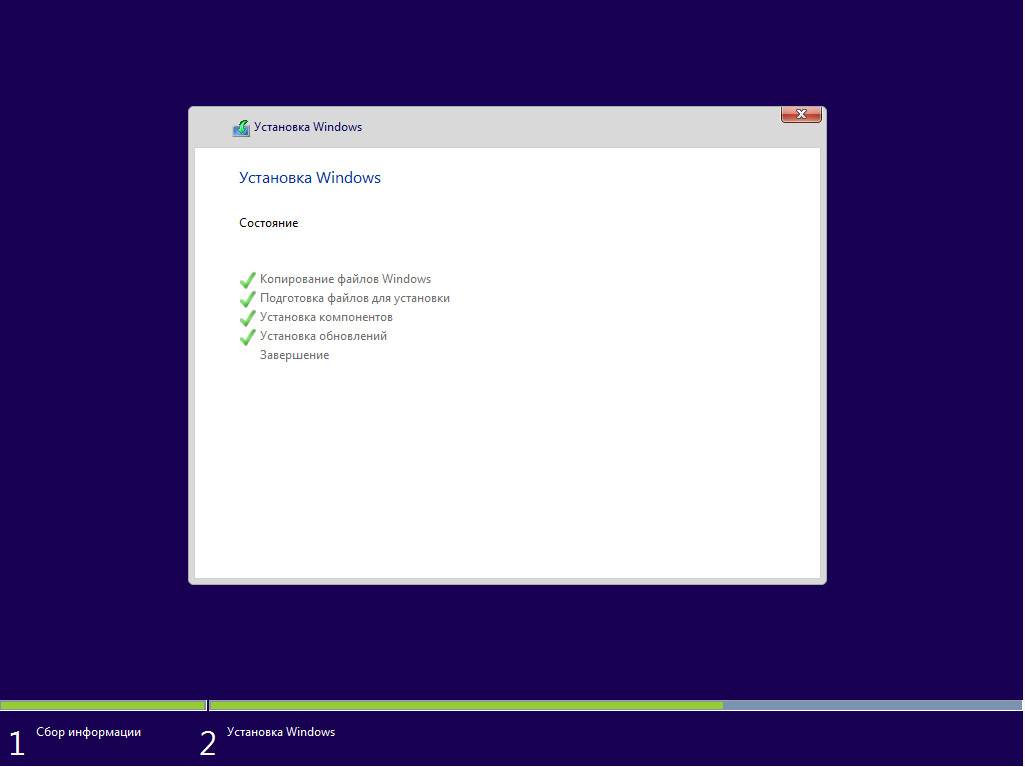 Установка Windows
Установка Windows
Состояние
Копирование файлов Windows
Подготовка файлов для установки
Установка компонентов
Установка обновлений
Завершение
1 Сбор информации
2 Установка Windows